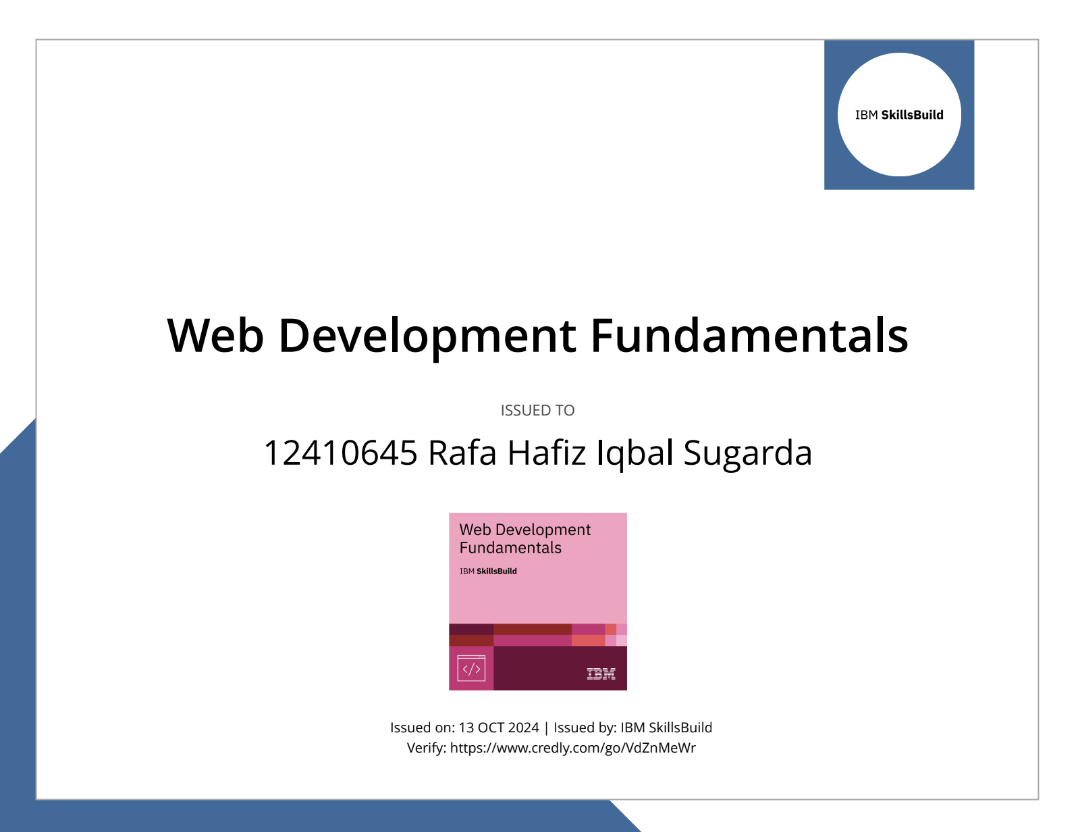 IBM SkillsBuild
Web Development Fundamentals
ISSUED TO
12410645 Rafa Hafiz Iqbal Sugarda
Web Development
Fundamentals
IBM SkillsBuild
</>
IBM
Issued on: 13 OCT 2024 | Issued by: IBM SkillsBuild
Verify: https://www.credly.com/go/VdZnMeWr